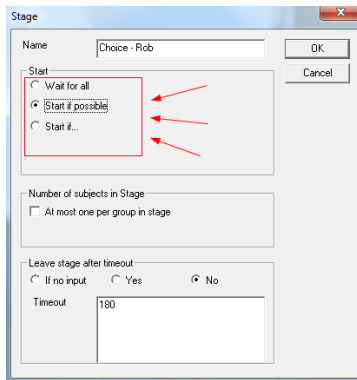 Stage
Name
Choice - Rob
OK
Cancel
Start
Wait for all
Start if possible
Start if...
Number of subjects in Stage
At most one per group in stage
Leave stage after timeout
If no input Yes No
Timeout
180